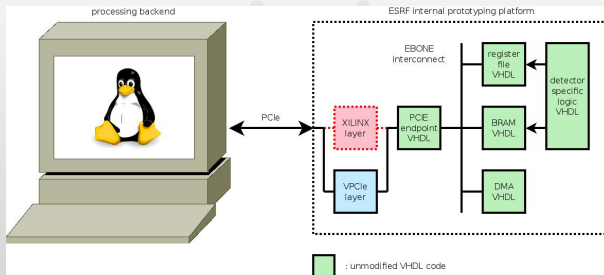 processing backend
ESRF internal prototyping platform
EBONE
interconnect
register
file
VHDL
detector
specific
logic
VHDL
PCIe
XILINX
layer
PCIE
endpoint
VHDL
BRAM
VHDL
VPCIe
layer
DMA
VHDL
: unmodified VHDL code